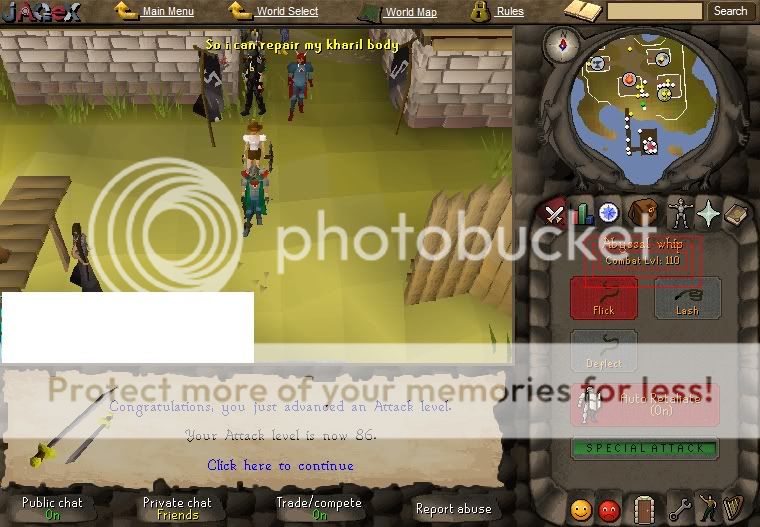 JAGeX
Main Menu
World Select
World Map
Rules
Search
So i can repair my kharil body
photobucket
Protect more of your memories for less!
Abyssal whip
Combat Lvl: 110
Flick
Lash
Deflect
Auto Retaliate
(On)
SPECIAL ATTACK
Congratulations, you just advanced an Attack level.
Your Attack level is now 86.
Click here to continue
Public chat
On
Private chat
Friends
Trade/compete
On
Report abuse